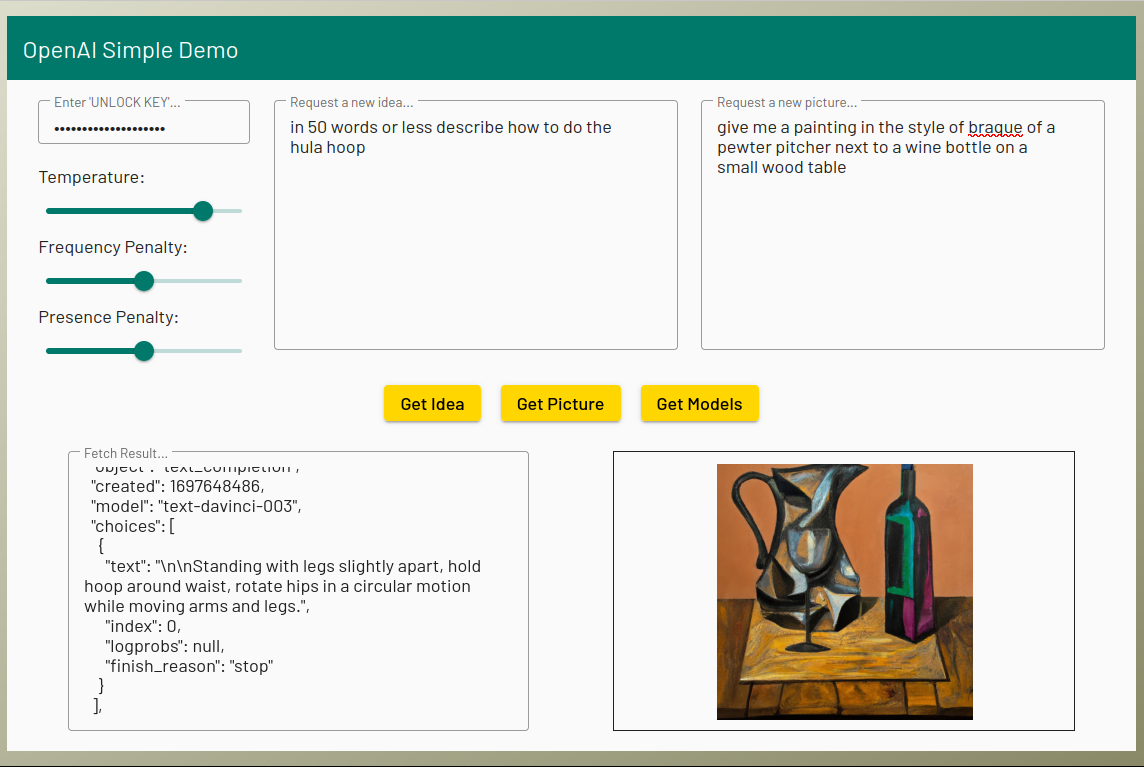 OpenAI Simple Demo
Enter 'UNLOCK KEY'...
••••••••••••••••••••
Temperature:
Frequency Penalty:
Presence Penalty:
Request a new idea...
in 50 words or less describe how to do the
hula hoop
Request a new picture...
give me a painting in the style of braque of a
pewter pitcher next to a wine bottle on a
small wood table
Get Idea
Get Picture
Get Models
Fetch Result...
"object": "text_completion",
"created": 1697648486,
"model": "text-davinci-003",
"choices": [
{
"text": "\n\nStanding with legs slightly apart, hold
hoop around waist, rotate hips in a circular motion
while moving arms and legs.",
"index": 0,
"logprobs": null,
"finish_reason": "stop"
}
],